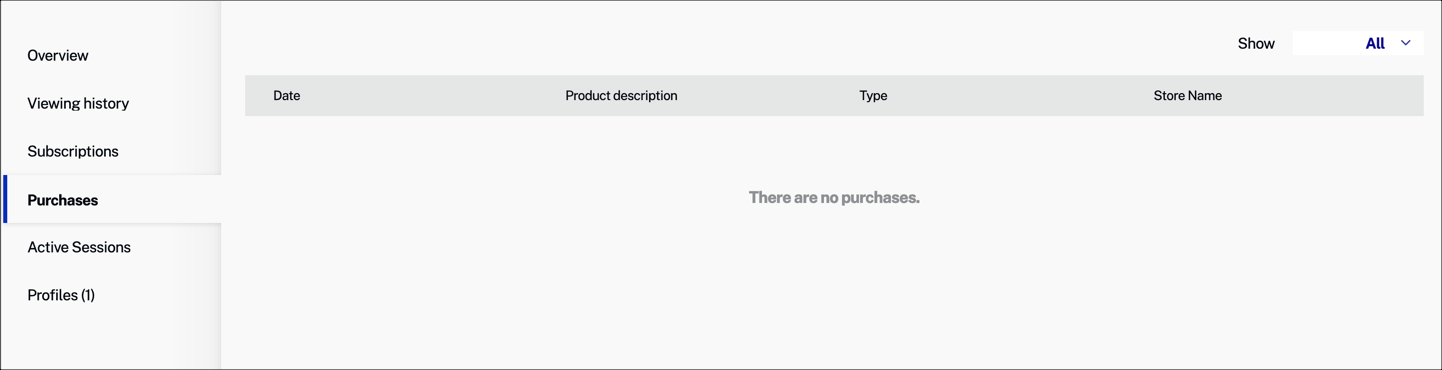 Overview
Viewing history
Subscriptions
Purchases
Active Sessions
Profiles (1)
Show All
Date Product description Type Store Name
There are no purchases.